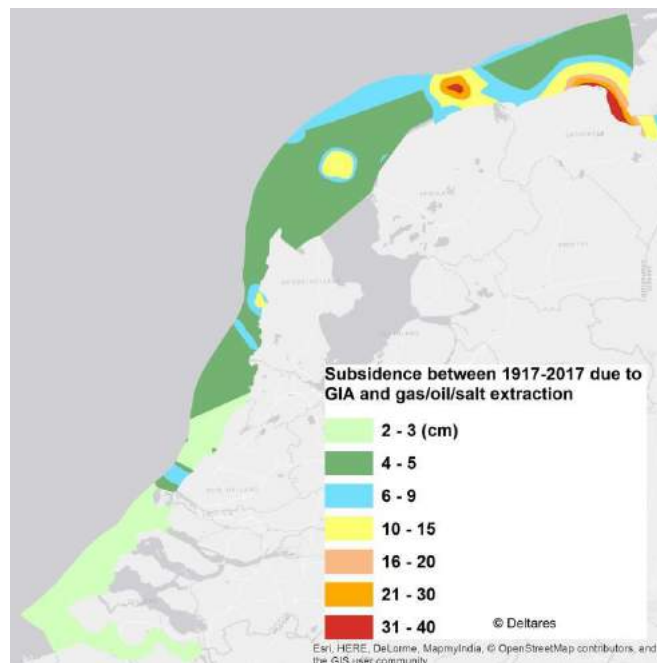 Subsidence between 1917-2017 due to
GIA and gas/oil/salt extraction
2 - 3 (cm)
4 - 5
6 - 9
10 - 15
16 - 20
21 - 30
31 - 40
© Deltares
Esri, HERE, DeLorme, MapmyIndia, © OpenStreetMap contributors, and
the GIS user community